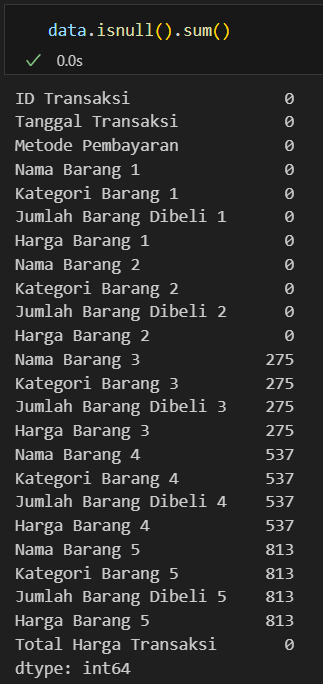 data.isnull().sum()
0.0s
ID Transaksi 0
Tanggal Transaksi 0
Metode Pembayaran 0
Nama Barang 1 0
Kategori Barang 1 0
Jumlah Barang Dibeli 1 0
Harga Barang 1 0
Nama Barang 2 0
Kategori Barang 2 0
Jumlah Barang Dibeli 2 0
Harga Barang 2 0
Nama Barang 3 275
Kategori Barang 3 275
Jumlah Barang Dibeli 3 275
Harga Barang 3 275
Nama Barang 4 537
Kategori Barang 4 537
Jumlah Barang Dibeli 4 537
Harga Barang 4 537
Nama Barang 5 813
Kategori Barang 5 813
Jumlah Barang Dibeli 5 813
Harga Barang 5 813
Total Harga Transaksi 0
dtype: int64